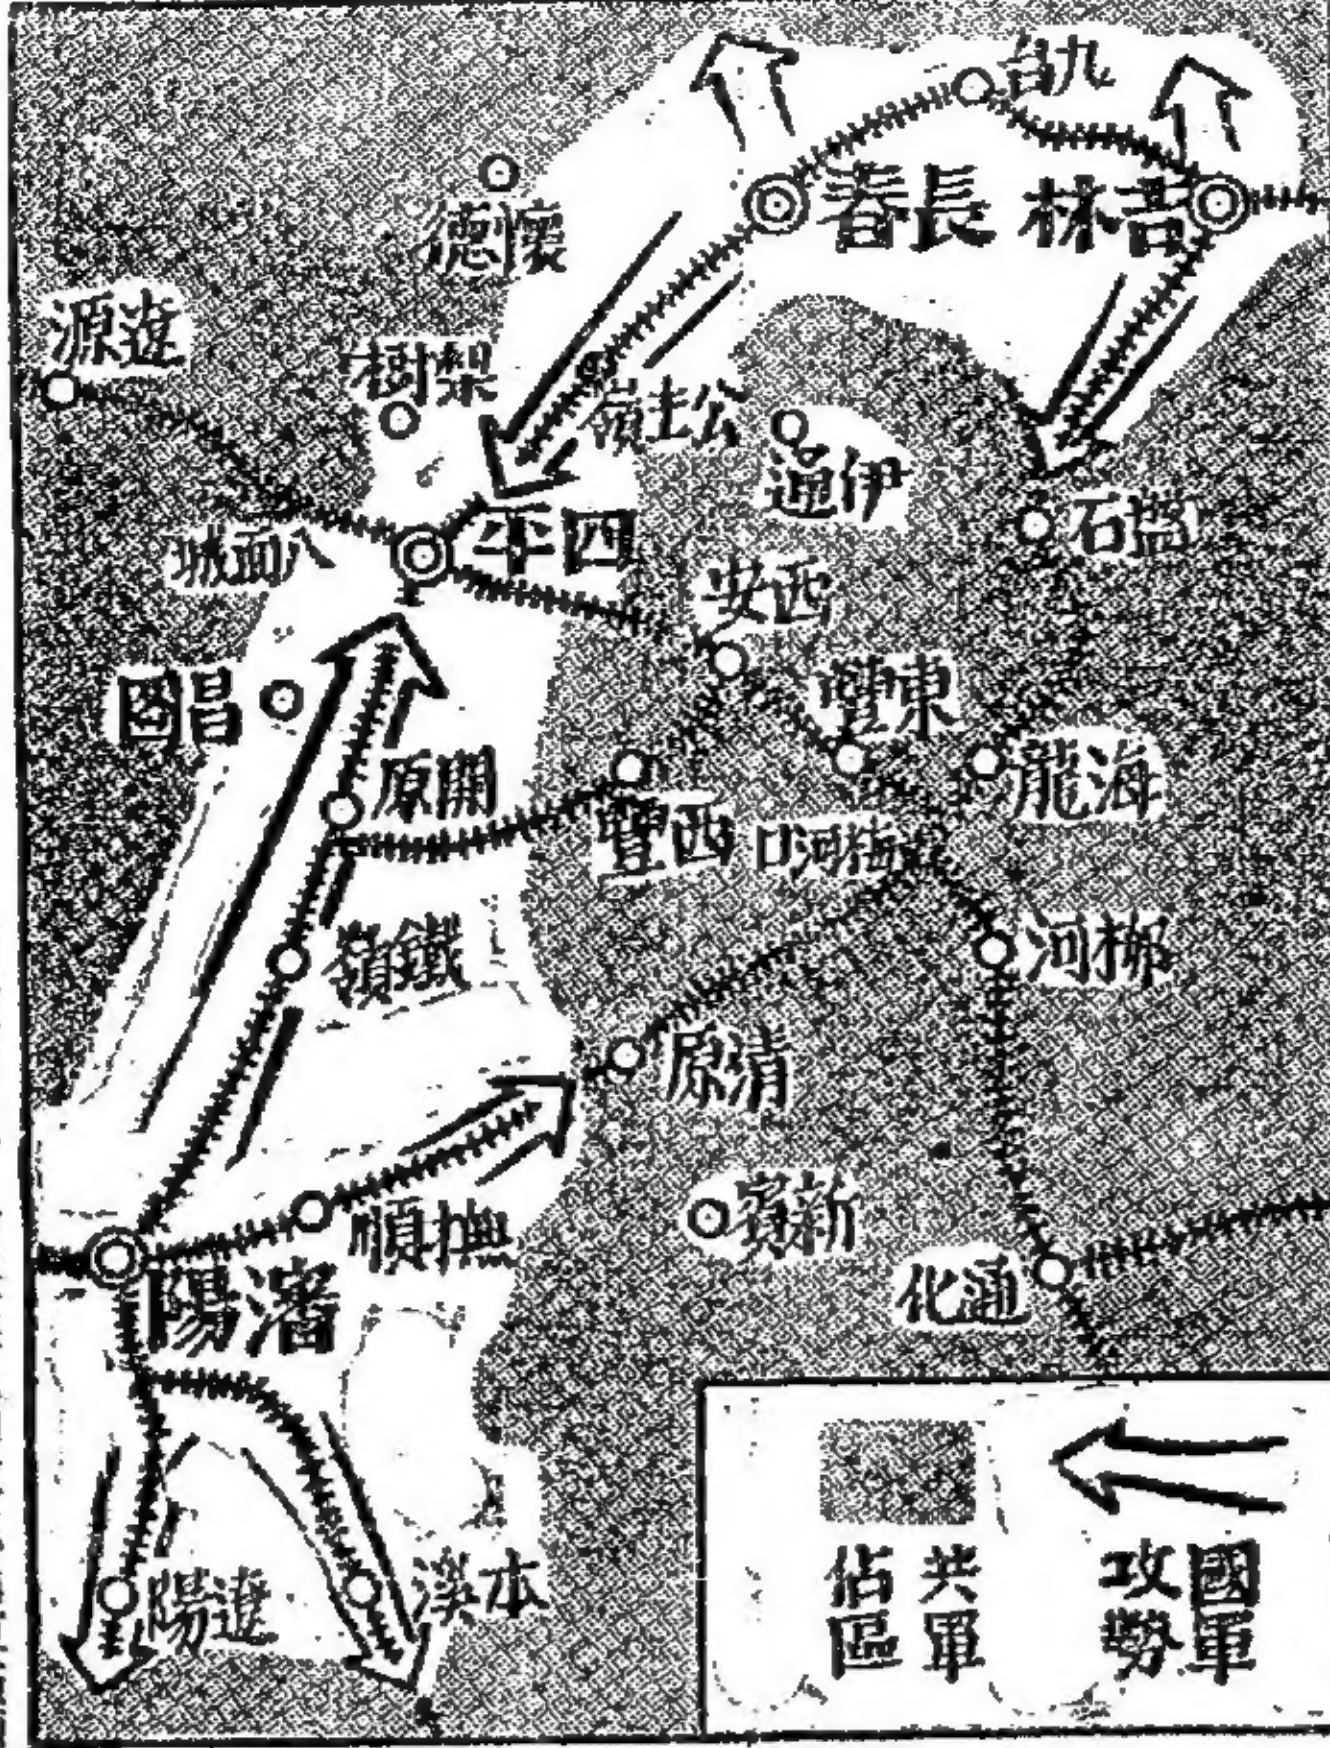 九台
吉林
長春
懷德
遼源
梨樹
公主嶺
伊通
盤石
四平
八面城
西安
昌圖
東豐
開原
海龍
西豐
梅河口
鐵嶺
柳河
清原
撫順
新賓
瀋陽
通化
本溪
遼陽
國軍
攻勢
共軍
佔區